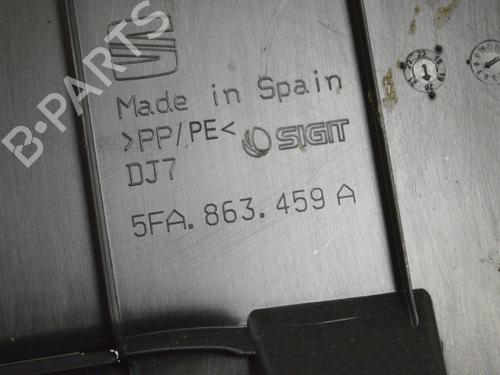 B-PARTS
Made in Spain
>PP/PE< SIGIT
DJ7
5FA. 863. 459 A